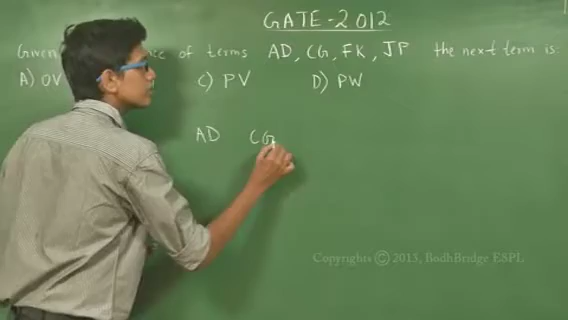 GATE-2012
Given ce of terms AD, CG, FK, JP the next term is:
A) OV C) PV D) PW
AD CG
Copyrights © 2013, BodhBridge ESPL